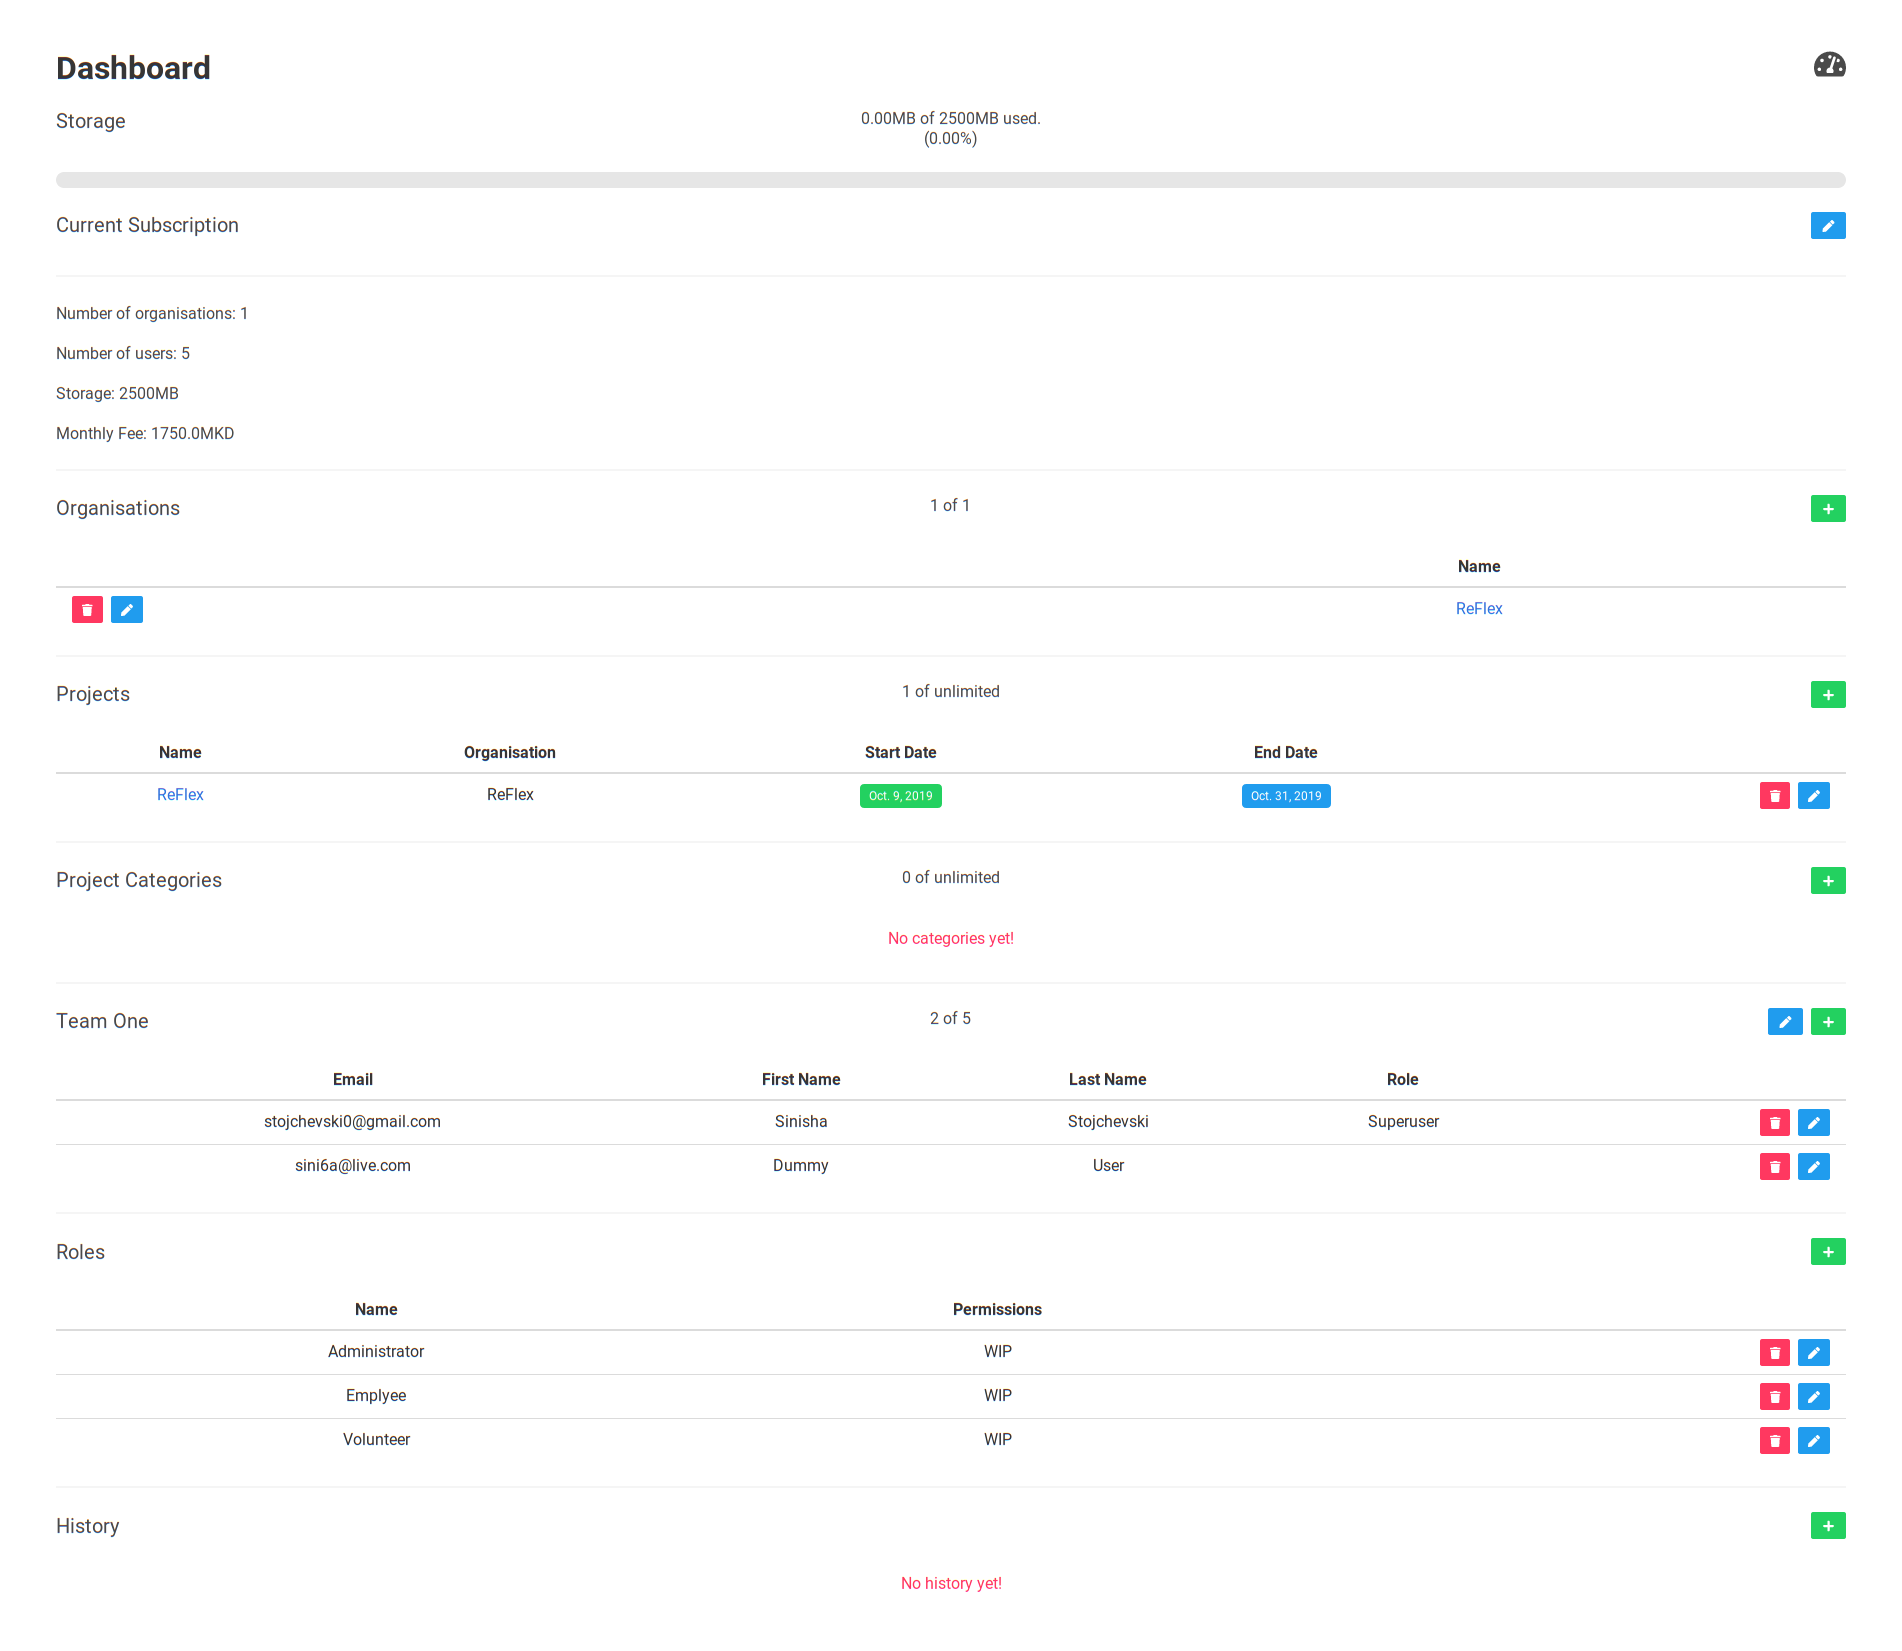 Dashboard
Storage
0.00MB of 2500MB used.
(0.00%)
Current Subscription
Number of organisations: 1
Number of users: 5
Storage: 2500MB
Monthly Fee: 1750.0MKD
Organisations 1 of 1
Name
ReFlex
Projects 1 of unlimited
Name Organisation Start Date End Date
ReFlex ReFlex Oct. 9, 2019 Oct. 31, 2019
Project Categories 0 of unlimited
No categories yet!
Team One 2 of 5
Email First Name Last Name Role
stojchevski0@gmail.com Sinisha Stojchevski Superuser
sini6a@live.com Dummy User
Roles
Name Permissions
Administrator WIP
Emplyee WIP
Volunteer WIP
History
No history yet!